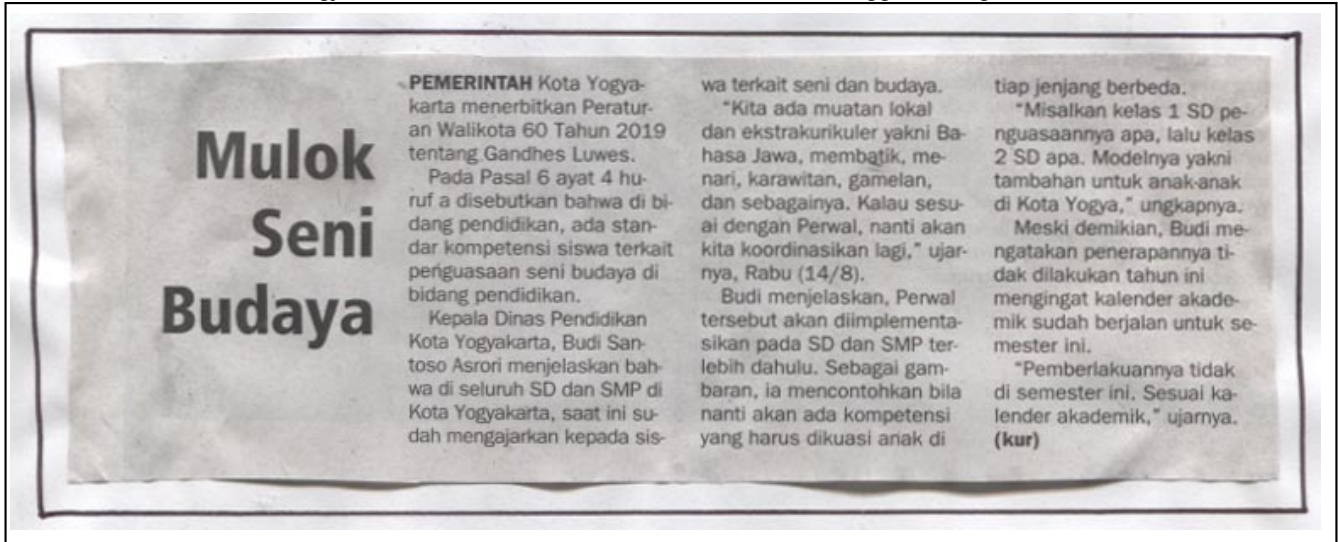 Mulok
Seni
Budaya
PEMERINTAH Kota Yogya-
karta menerbitkan Peratur-
an Walikota 60 Tahun 2019
tentang Gandhes Luwes.
Pada Pasal 6 ayat 4 hu-
ruf a disebutkan bahwa di bi-
dang pendidikan, ada stan-
dar kompetensi siswa terkait
penguasaan seni budaya di
bidang pendidikan.
Kepala Dinas Pendidikan
Kota Yogyakarta, Budi San-
toso Asrori menjelaskan bah-
wa di seluruh SD dan SMP di
Kota Yogyakarta, saat ini su-
dah mengajarkan kepada sis-
wa terkait seni dan budaya.
"Kita ada muatan lokal
dan ekstrakurikuler yakni Ba-
hasa Jawa, membatik, me-
nari, karawitan, gamelan,
dan sebagainya. Kalau sesu-
ai dengan Perwal, nanti akan
kita koordinasikan lagi," ujar-
nya, Rabu (14/8).
Budi menjelaskan, Perwal
tersebut akan diimplementa-
sikan pada SD dan SMP ter-
lebih dahulu. Sebagai gam-
baran, ia mencontohkan bila
nanti akan ada kompetensi
yang harus dikuasi anak di
tiap jenjang berbeda.
"Misalkan kelas 1 SD pe-
nguasaannya apa, lalu kelas
2 SD apa. Modelnya yakni
tambahan untuk anak-anak
di Kota Yogya," ungkapnya.
Meski demikian, Budi me-
ngatakan penerapannya ti-
dak dilakukan tahun ini
mengingat kalender akade-
mik sudah berjalan untuk se-
mester ini.
"Pemberlakuannya tidak
di semester ini. Sesuai ka-
lender akademik," ujarnya.
(kur)